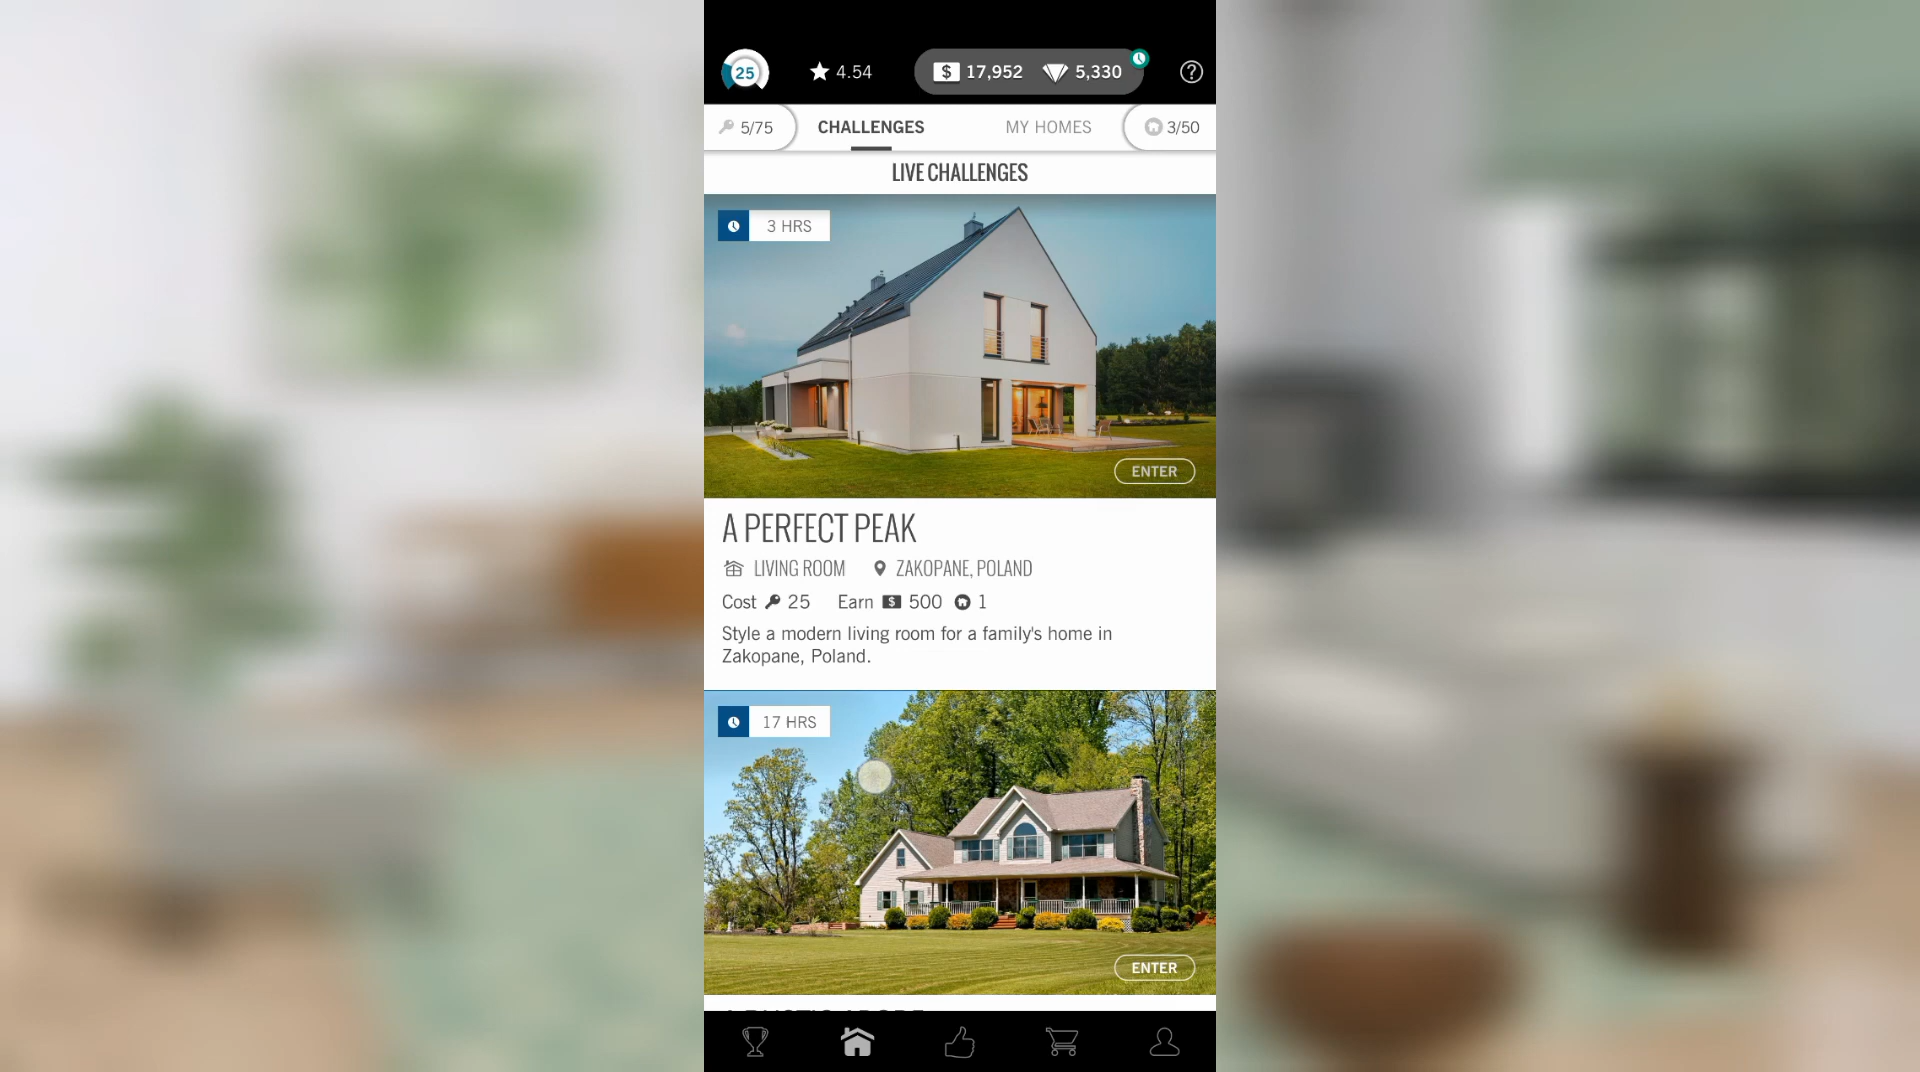 25
4.54
$ 17,952
5,330
?
5/75
CHALLENGES
MY HOMES
3/50
LIVE CHALLENGES
3 HRS
ENTER
A PERFECT PEAK
LIVING ROOM
ZAKOPANE, POLAND
Cost 25 Earn $ 500 1
Style a modern living room for a family's home in
Zakopane, Poland.
17 HRS
ENTER